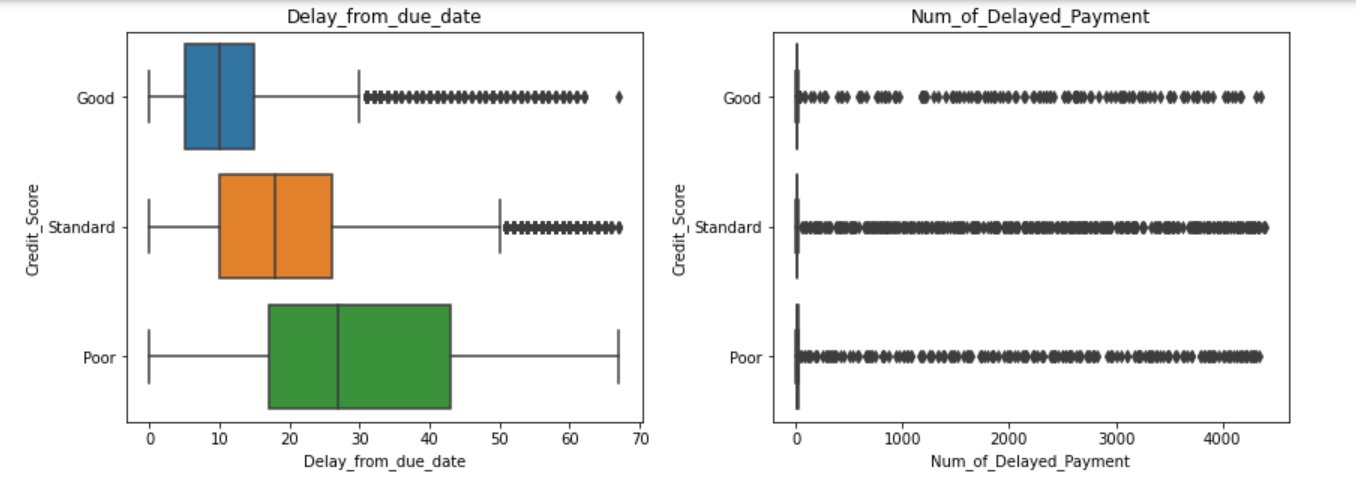 Delay_from_due_date
Credit_Score
Good
Standard
Poor
0 10 20 30 40 50 60 70
Delay_from_due_date
Num_of_Delayed_Payment
Credit_Score
Good
Standard
Poor
0 1000 2000 3000 4000
Num_of_Delayed_Payment